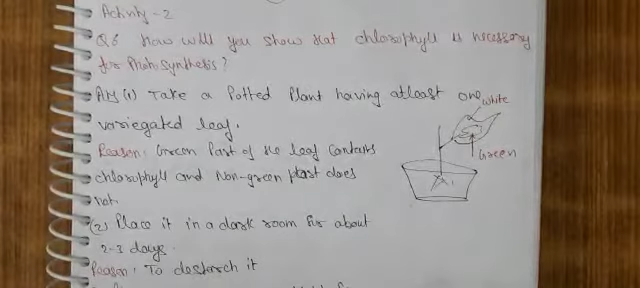 Activity - 2
Q6 How will you show that chlorophyll is necessary
for Photosynthesis?
Ans (1) Take a Potted Plant having atleast one
variegated leaf.
white
Reason: Green Part of the leaf contains
Green
chlorophyll and Non-green part does
not.
(2) Place it in a dark room for about
2-3 days.
Reason: To destarch it